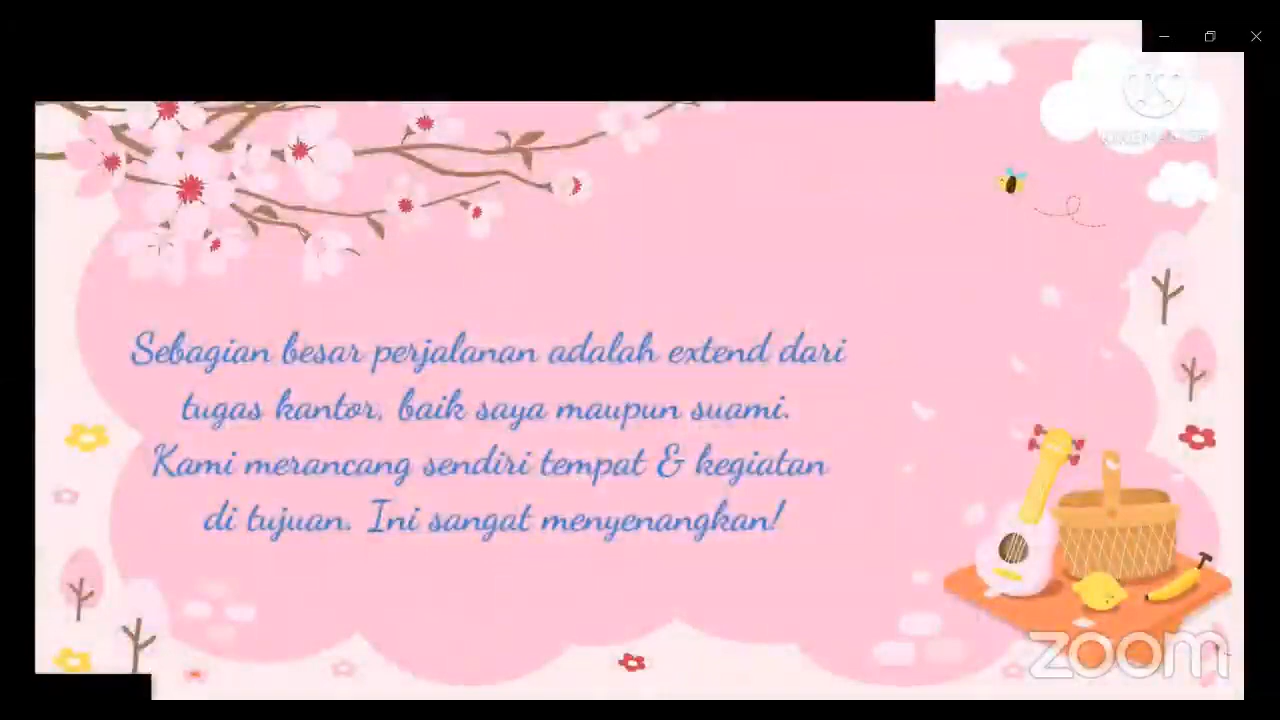 KINEMASTER
Sebagian besar perjalanan adalah extend dari
tugas kantor, baik saya maupun suami.
Kami merancang sendiri tempat & kegiatan
di tujuan. Ini sangat menyenangkan!
zoom